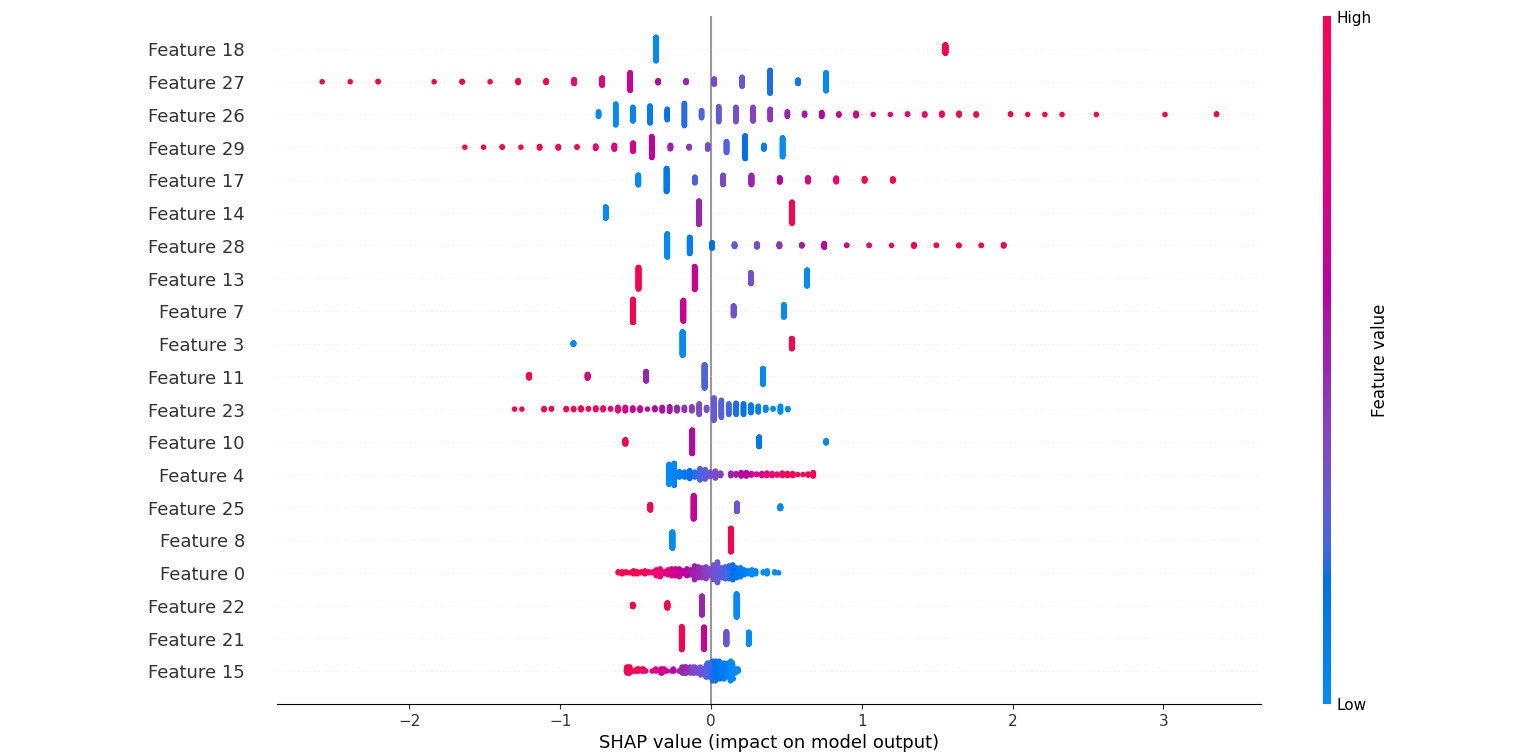 High
Feature 18
Feature 27
Feature 26
Feature 29
Feature 17
Feature 14
Feature 28
Feature 13
Feature 7
Feature 3
Feature 11
Feature 23
Feature 10
Feature 4
Feature 25
Feature 8
Feature 0
Feature 22
Feature 21
Feature 15
Feature value
Low
−2 −1 0 1 2 3
SHAP value (impact on model output)